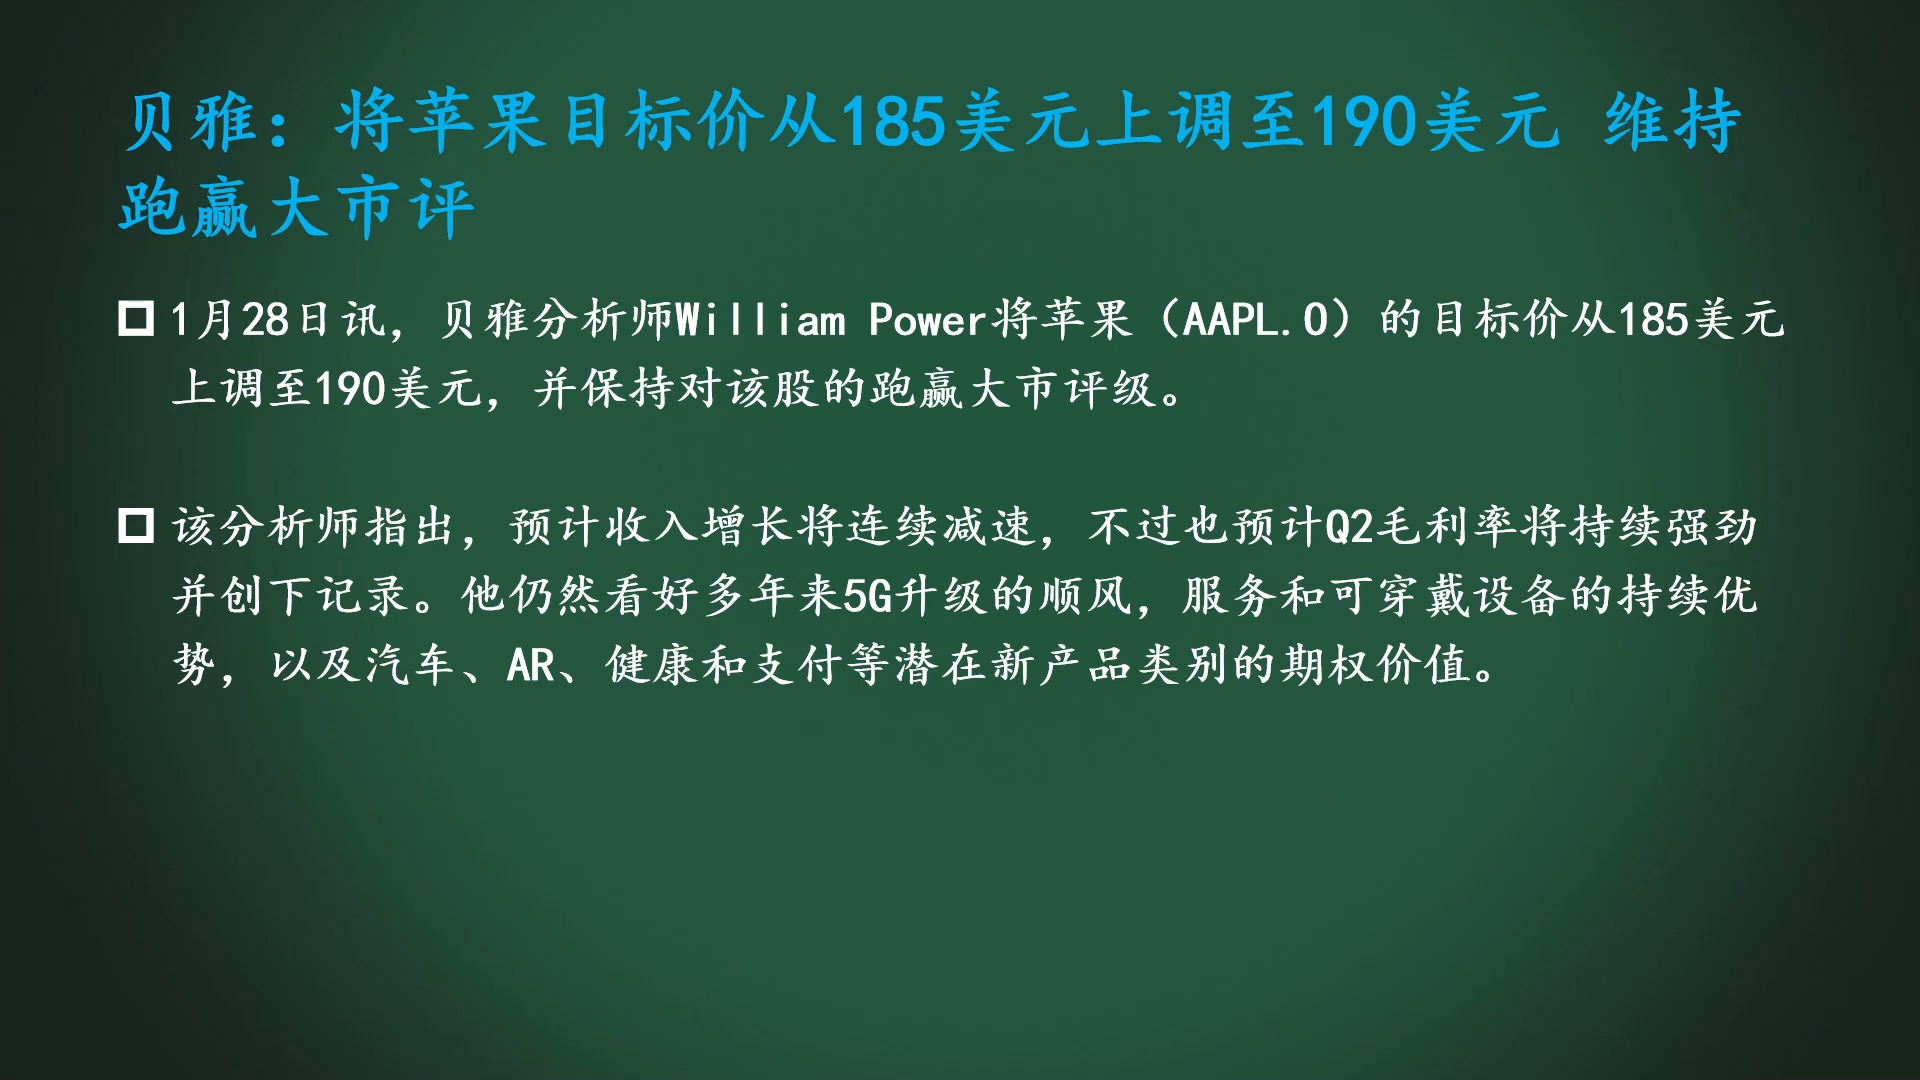 贝雅：将苹果目标价从185美元上调至190美元 维持
跑赢大市评
1月28日讯，贝雅分析师William Power将苹果（AAPL.O）的目标价从185美元
上调至190美元，并保持对该股的跑赢大市评级。
该分析师指出，预计收入增长将连续减速，不过也预计Q2毛利率将持续强劲
并创下记录。他仍然看好多年来5G升级的顺风，服务和可穿戴设备的持续优
势，以及汽车、AR、健康和支付等潜在新产品类别的期权价值。